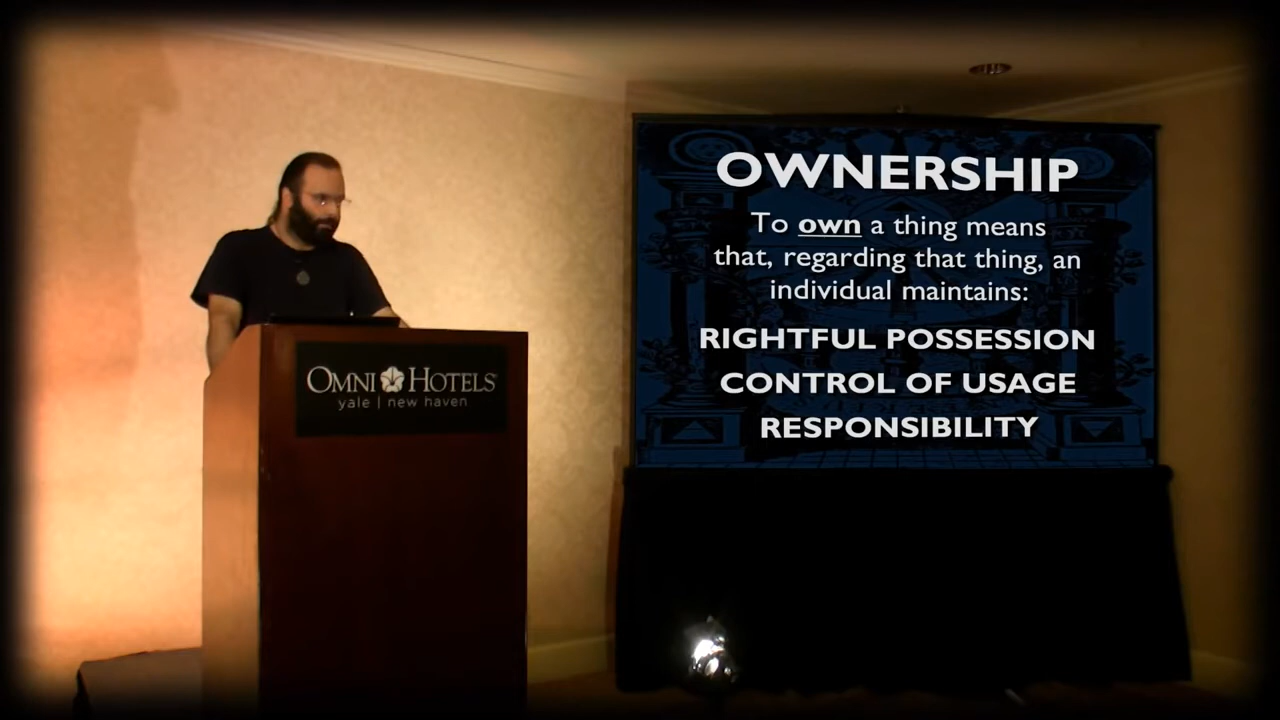 OMNI HOTELS®
yale | new haven
OWNERSHIP
To own a thing means
that, regarding that thing, an
individual maintains:
RIGHTFUL POSSESSION
CONTROL OF USAGE
RESPONSIBILITY